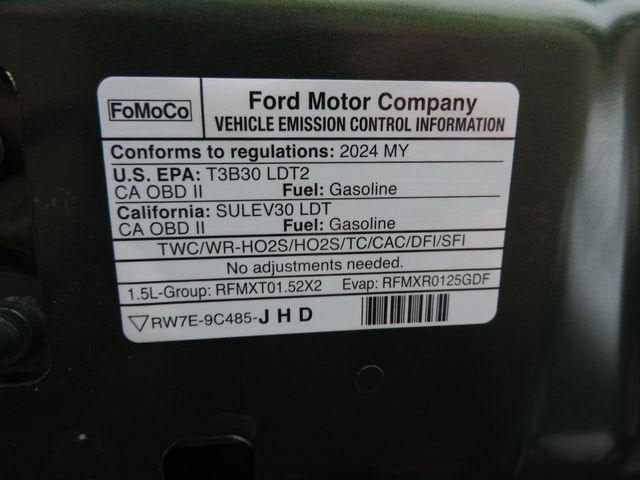 FoMoCo
Ford Motor Company
VEHICLE EMISSION CONTROL INFORMATION
Conforms to regulations: 2024 MY
U.S. EPA: T3B30 LDT2
CA OBD II Fuel: Gasoline
California: SULEV30 LDT
CA OBD II Fuel: Gasoline
TWC/WR-HO2S/HO2S/TC/CAC/DFI/SFI
No adjustments needed.
1.5L-Group: RFMXT01.52X2 Evap: RFMXR0125GDF
RW7E-9C485-JHD